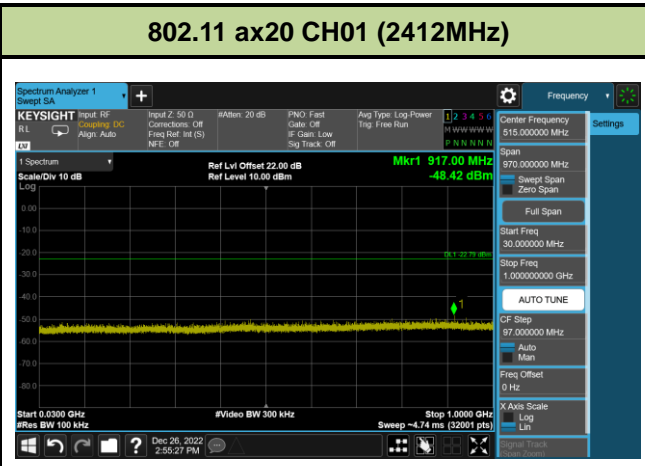 802.11 ax20 CH01 (2412MHz)
Spectrum Analyzer 1
Swept SA
+
Frequency
KEYSIGHT
RL
LXI
Input: RF
Coupling: DC
Align: Auto
Input Z: 50 Ω
Corrections: Off
Freq Ref: Int (S)
NFE: Off
#Atten: 20 dB
PNO: Fast
Gate: Off
IF Gain: Low
Sig Track: Off
Avg Type: Log-Power
Trig: Free Run
1 2 3 4 5 6
M W W W W W
P N N N N N
Center Frequency
515.000000 MHz
Settings
Span
970.000000 MHz
Swept Span
Zero Span
Full Span
Start Freq
30.000000 MHz
Stop Freq
1.000000000 GHz
AUTO TUNE
CF Step
97.000000 MHz
Auto
Man
Freq Offset
0 Hz
X Axis Scale
Log
Lin
Signal Track
(Span Zoom)
1 Spectrum
Scale/Div 10 dB
Log
Ref Lvl Offset 22.00 dB
Ref Level 10.00 dBm
Mkr1 917.00 MHz
-48.42 dBm
0.00
-10.0
-20.0
-30.0
-40.0
-50.0
-60.0
-70.0
-80.0
DL1 -22.79 dBm
1
Start 0.0300 GHz
#Res BW 100 kHz
#Video BW 300 kHz
Stop 1.0000 GHz
Sweep ~4.74 ms (32001 pts)
?
Dec 26, 2022
2:55:27 PM